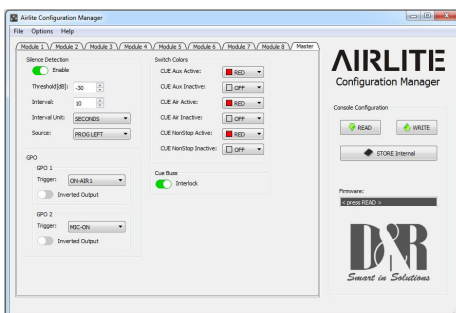 Airlite Configuration Manager
File Options Help
Module 1 Module 2 Module 3 Module 4 Module 5 Module 6 Module 7 Module 8 Master
Silence Detection
Enable
Threshold[dB]: -30
Interval: 10
Interval Unit: SECONDS
Source: PROG LEFT
GPO
GPO 1
Trigger: ON-AIR1
Inverted Output
GPO 2
Trigger: MIC-ON
Inverted Output
Switch Colors
CUE Aux Active: RED
CUE Aux Inactive: OFF
CUE Air Active: RED
CUE Air Inactive: OFF
CUE NonStop Active: RED
CUE NonStop Inactive: OFF
Cue Buss
Interlock
AIRLITE
Configuration Manager
Console Configuration
READ WRITE
STORE Internal
Firmware:
< press READ >
D&R
Smart in Solutions